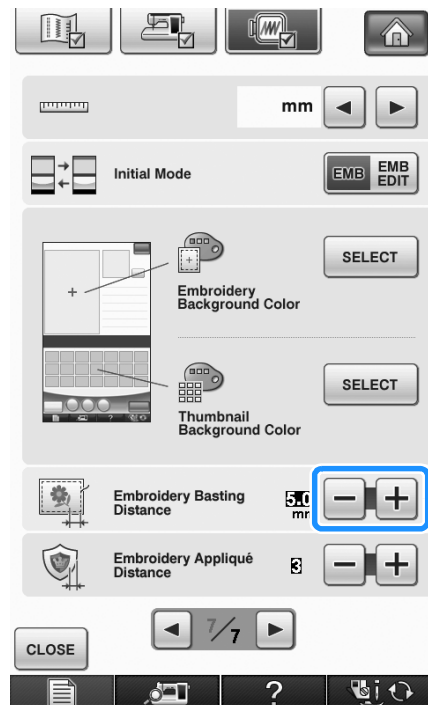 mm
Initial Mode
EMB EMB
EDIT
SELECT
Embroidery
Background Color
SELECT
Thumbnail
Background Color
Embroidery Basting
Distance
5.0
mm
Embroidery Appliqué
Distance
3
7/7
CLOSE
?